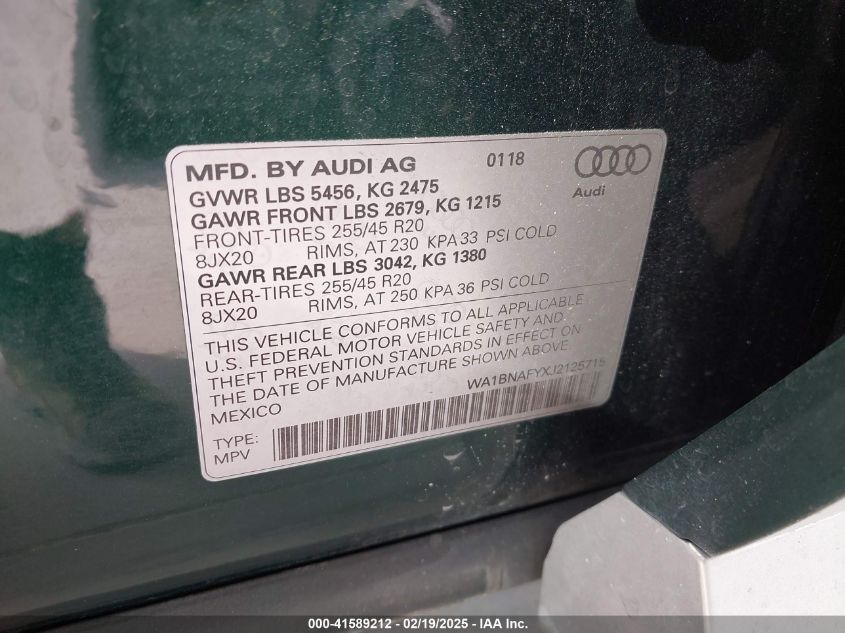 MFD. BY AUDI AG 0118
Audi
GVWR LBS 5456, KG 2475
GAWR FRONT LBS 2679, KG 1215
FRONT-TIRES 255/45 R20
8JX20 RIMS, AT 230 KPA 33 PSI COLD
GAWR REAR LBS 3042, KG 1380
REAR-TIRES 255/45 R20
8JX20 RIMS, AT 250 KPA 36 PSI COLD
THIS VEHICLE CONFORMS TO ALL APPLICABLE
U.S. FEDERAL MOTOR VEHICLE SAFETY AND
THEFT PREVENTION STANDARDS IN EFFECT ON
THE DATE OF MANUFACTURE SHOWN ABOVE.
MEXICO
WA1BNAFYXJ2125715
TYPE:
MPV
000-41589212 - 02/19/2025 - IAA Inc.